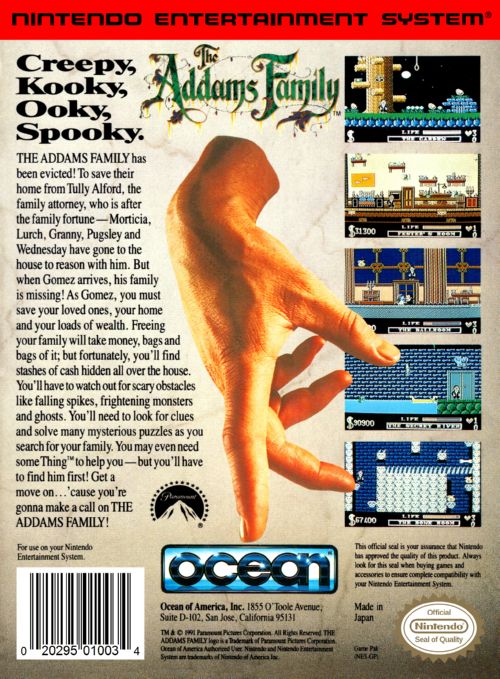 NINTENDO ENTERTAINMENT SYSTEM®
Creepy,
Kooky,
Ooky,
Spooky.
The
Addams Family™
THE ADDAMS FAMILY has
been evicted! To save their
home from Tully Alford, the
family attorney, who is after
the family fortune—Morticia,
Lurch, Granny, Pugsley and
Wednesday have gone to the
house to reason with him. But
when Gomez arrives, his family
is missing! As Gomez, you must
save your loved ones, your home
and your loads of wealth. Freeing
your family will take money, bags and
bags of it; but fortunately, you'll find
stashes of cash hidden all over the house.
You'll have to watch out for scary obstacles
like falling spikes, frightening monsters
and ghosts. You'll need to look for clues
and solve many mysterious puzzles as you
search for your family. You may even need
someThing™ to help you—but you'll have
to find him first! Get a
move on...'cause you're
gonna make a call on THE
ADDAMS FAMILY!
LIFE
THE GARDEN
LIFE
$31300
FESTER'S ROOM
LIFE
THE BALLROOM
LIFE
$90900
THE SECRET RIVER
LIFE
$67400
Paramount
®
For use on your Nintendo
Entertainment System.
0 20295 01003 4
ocean™
Ocean of America, Inc. 1855 O'Toole Avenue,
Suite D-102, San Jose, California 95131
TM & © 1991 Paramount Pictures Corporation. All Rights Reserved. THE
ADDAMS FAMILY logo is a Trademark of Paramount Pictures Corporation.
Ocean of America Authorized User. Nintendo and Nintendo Entertainment
System are trademarks of Nintendo of America Inc.
This official seal is your assurance that Nintendo
has approved the quality of this product. Always
look for this seal when buying games and
accessories to ensure complete compatibility with
your Nintendo Entertainment System.
Made in
Japan
Game Pak
(NES-GP)
Official
Nintendo
Seal of Quality